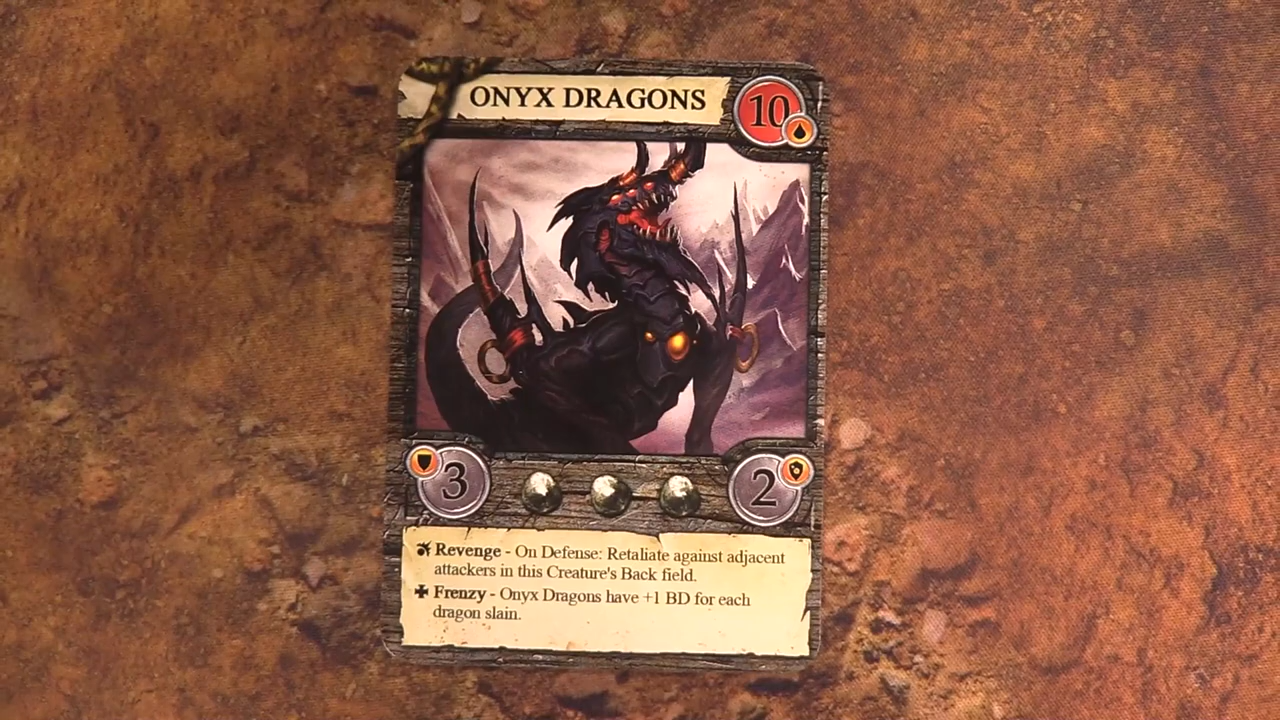 ONYX DRAGONS
10
3
2
Revenge - On Defense: Retaliate against adjacent
attackers in this Creature's Back field.
Frenzy - Onyx Dragons have +1 BD for each
dragon slain.